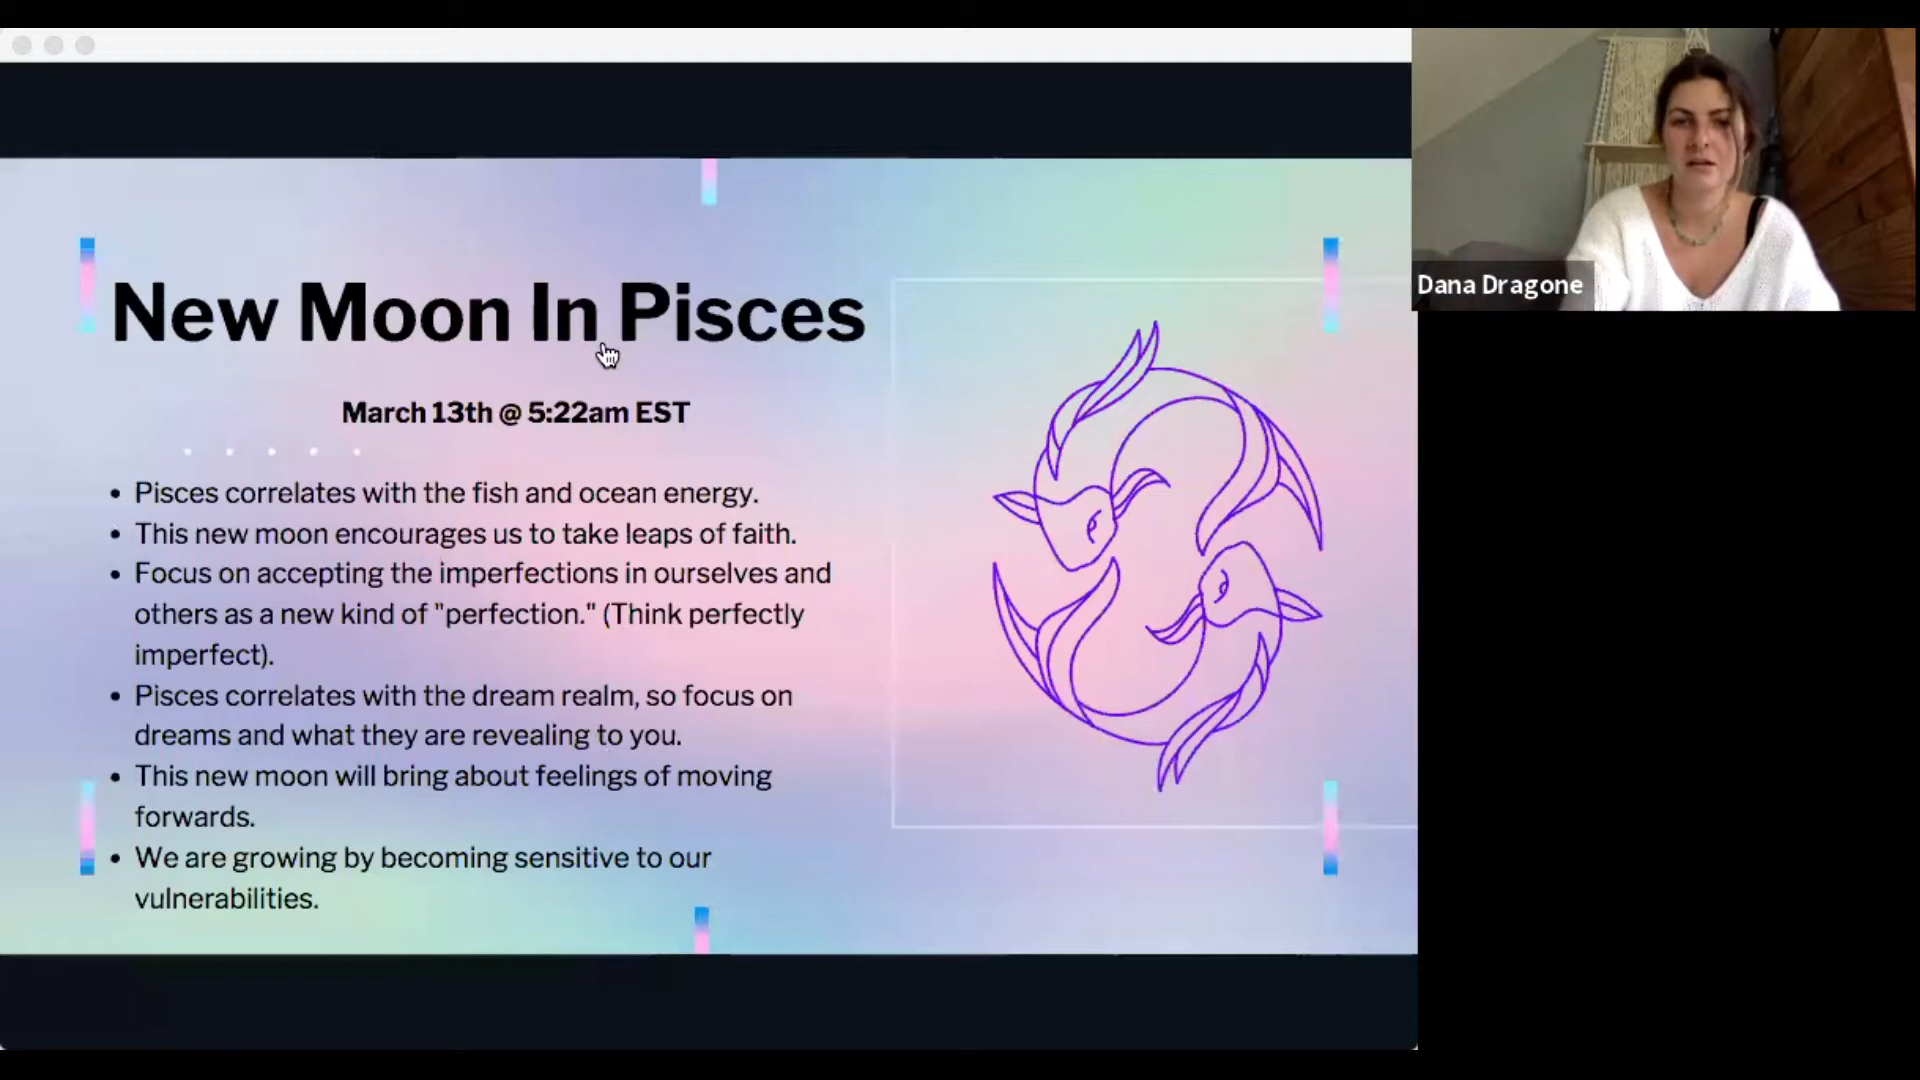 New Moon In Pisces
March 13th @ 5:22am EST
• Pisces correlates with the fish and ocean energy.
• This new moon encourages us to take leaps of faith.
• Focus on accepting the imperfections in ourselves and
others as a new kind of "perfection." (Think perfectly
imperfect).
• Pisces correlates with the dream realm, so focus on
dreams and what they are revealing to you.
• This new moon will bring about feelings of moving
forwards.
• We are growing by becoming sensitive to our
vulnerabilities.
Dana Dragone